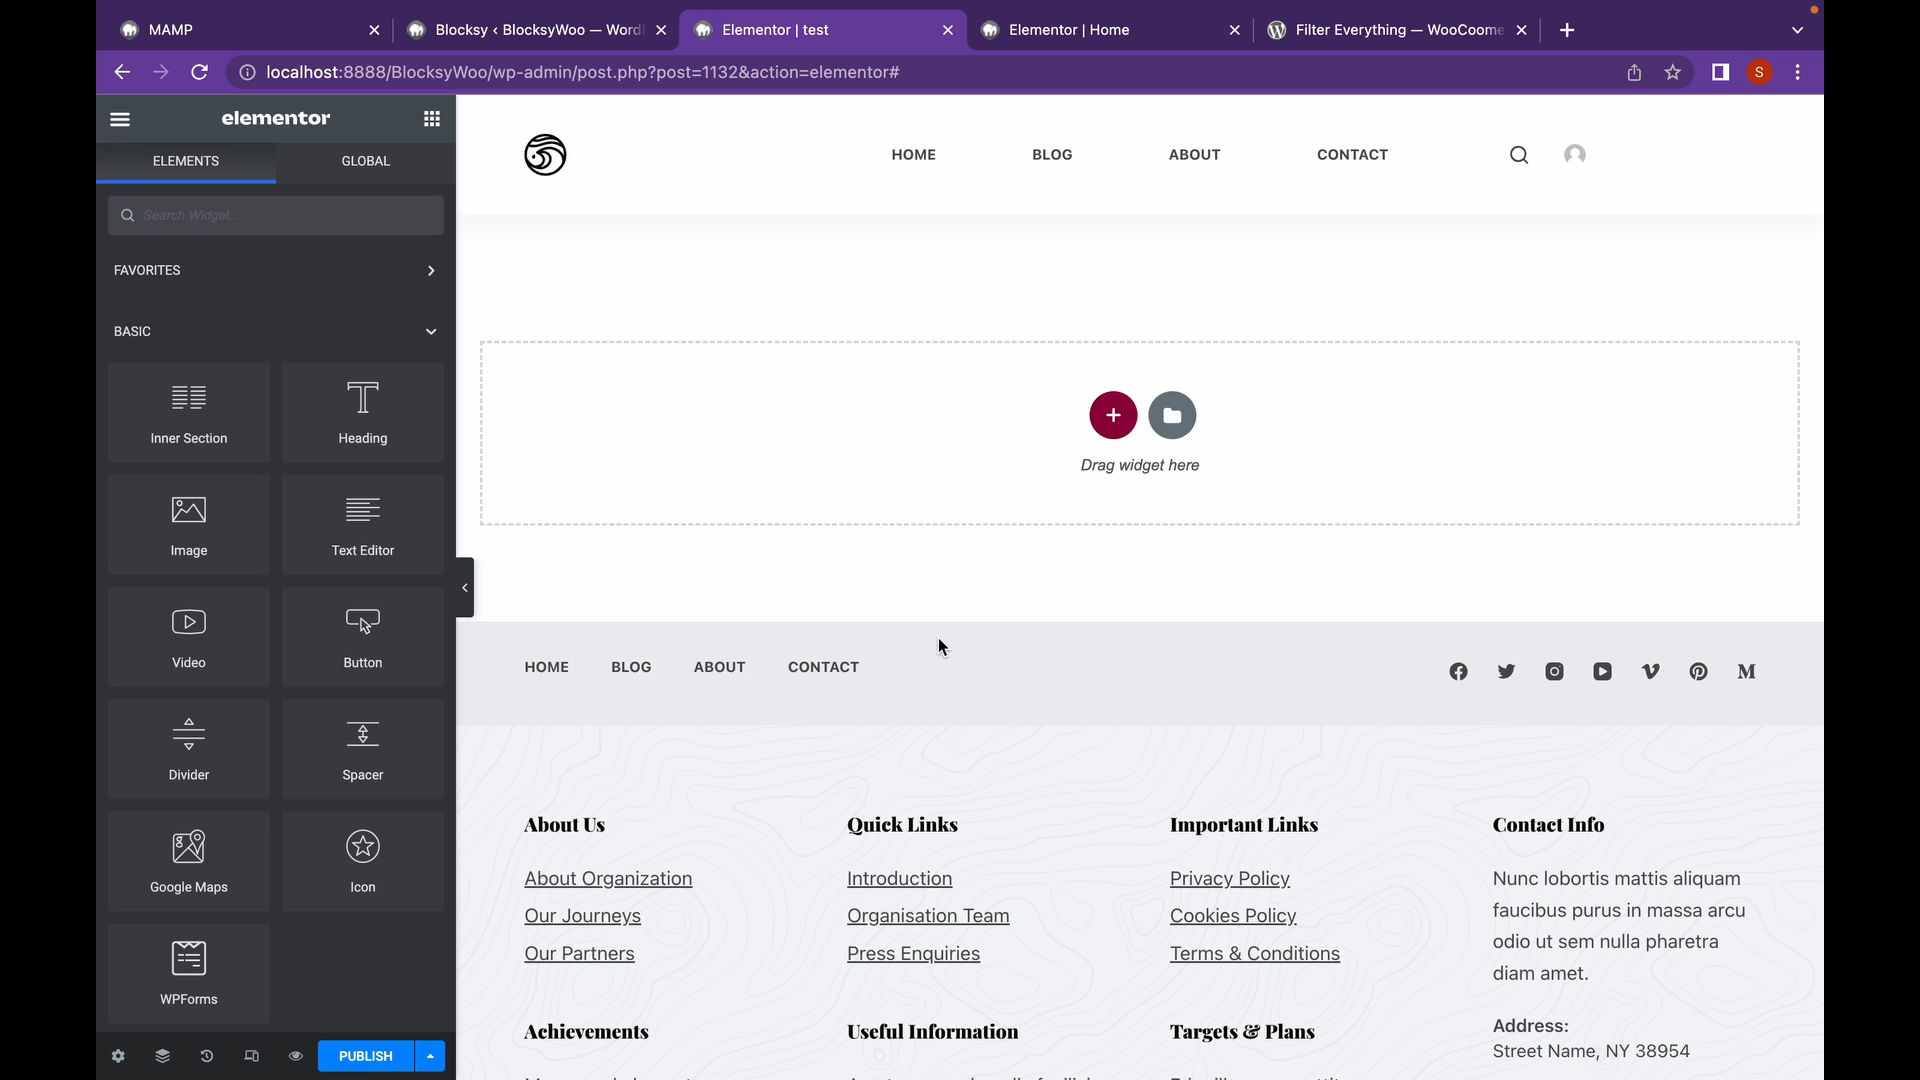 MAMP
Blocksy ‹ BlocksyWoo — Word
Elementor | test
Elementor | Home
Filter Everything — WooCoome
localhost:8888/BlocksyWoo/wp-admin/post.php?post=1132&action=elementor#
S
elementor
ELEMENTS
GLOBAL
Search Widget...
FAVORITES
BASIC
Inner Section
Heading
Image
Text Editor
Video
Button
Divider
Spacer
Google Maps
Icon
WPForms
PUBLISH
HOME
BLOG
ABOUT
CONTACT
Drag widget here
HOME
BLOG
ABOUT
CONTACT
About Us
About Organization
Our Journeys
Our Partners
Quick Links
Introduction
Organisation Team
Press Enquiries
Important Links
Privacy Policy
Cookies Policy
Terms & Conditions
Contact Info
Nunc lobortis mattis aliquam
faucibus purus in massa arcu
odio ut sem nulla pharetra
diam amet.
Address:
Street Name, NY 38954
Achievements
Useful Information
Targets & Plans